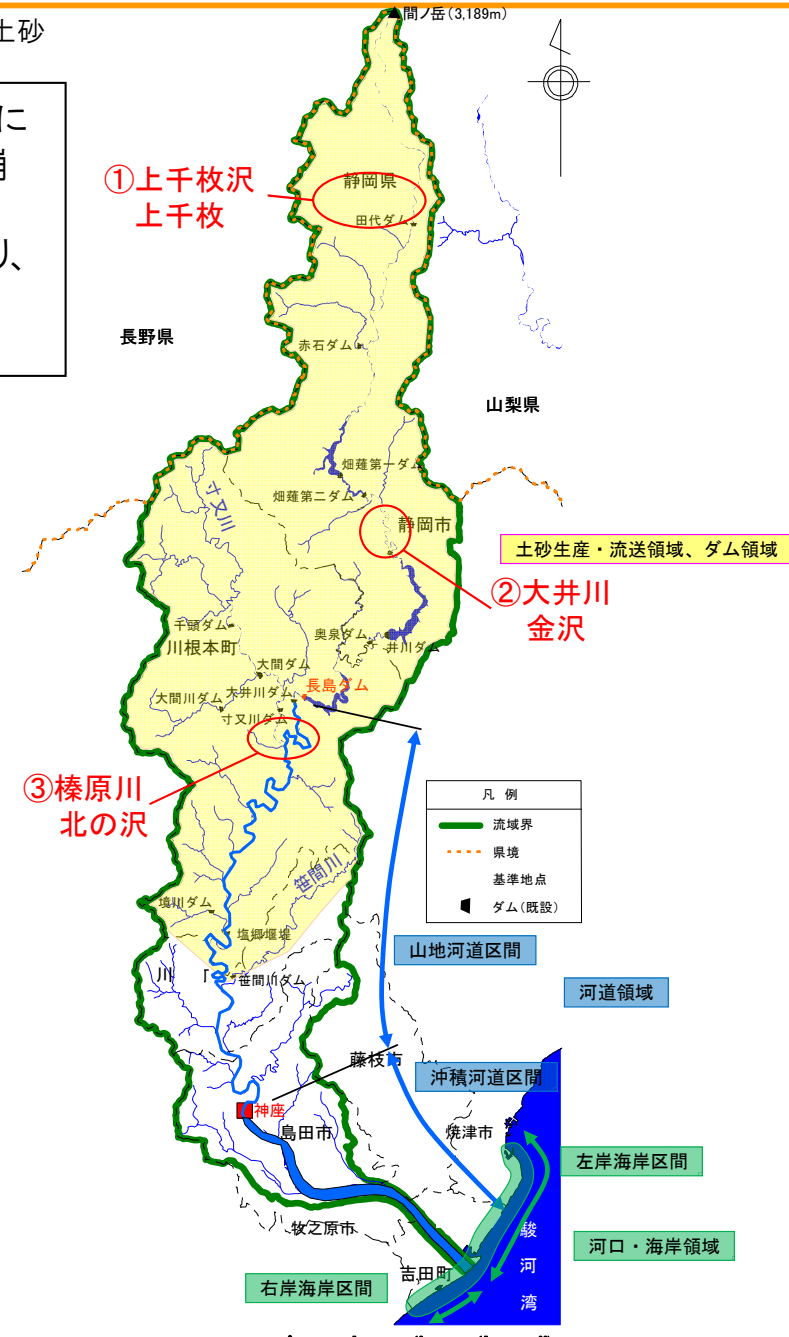 土砂
に
り、
▲間ノ岳(3,189m)
①上千枚沢
上千枚
静岡県
田代ダム
長野県
赤石ダム
山梨県
畑薙第一ダム
畑薙第二ダム
寸又川
静岡市
土砂生産・流送領域、ダム領域
②大井川
金沢
千頭ダム
川根本町
奥泉ダム
井川ダム
大間ダム
長島ダム
大間川ダム
大井川ダム
寸又川ダム
③榛原川
北の沢
凡 例
流域界
県境
基準地点
ダム(既設)
笹間川
境川ダム
塩郷堰堤
川
笹間川ダム
山地河道区間
河道領域
藤枝市
沖積河道区間
神座
島田市
焼津市
左岸海岸区間
牧之原市
駿河湾
河口・海岸領域
吉田町
右岸海岸区間